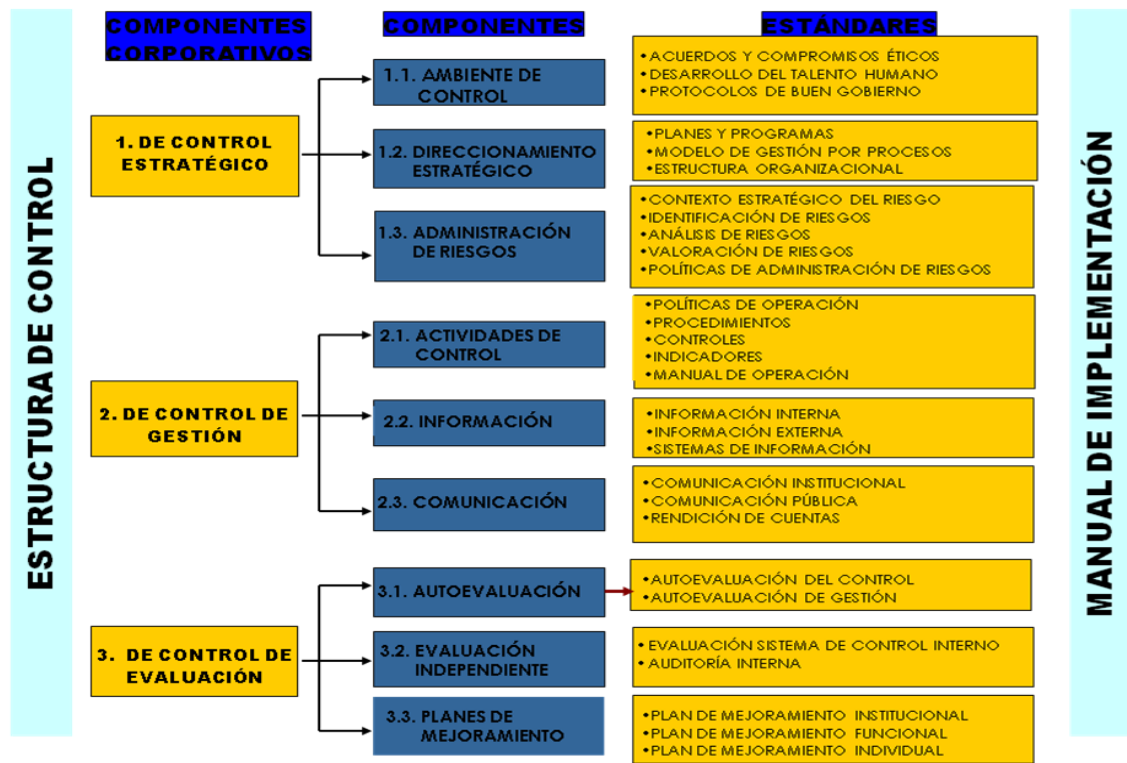 COMPONENTES
CORPORATIVOS
COMPONENTES
ESTÁNDARES
ESTRUCTURA DE CONTROL
1. DE CONTROL
ESTRATÉGICO
1.1. AMBIENTE DE
CONTROL
•ACUERDOS Y COMPROMISOS ÉTICOS
•DESARROLLO DEL TALENTO HUMANO
•PROTOCOLOS DE BUEN GOBIERNO
1.2. DIRECCIONAMIENTO
ESTRATÉGICO
•PLANES Y PROGRAMAS
•MODELO DE GESTIÓN POR PROCESOS
•ESTRUCTURA ORGANIZACIONAL
1.3. ADMINISTRACIÓN
DE RIESGOS
•CONTEXTO ESTRATÉGICO DEL RIESGO
•IDENTIFICACIÓN DE RIESGOS
•ANÁLISIS DE RIESGOS
•VALORACIÓN DE RIESGOS
•POLÍTICAS DE ADMINISTRACIÓN DE RIESGOS
2. DE CONTROL DE
GESTIÓN
2.1. ACTIVIDADES DE
CONTROL
•POLÍTICAS DE OPERACIÓN
•PROCEDIMIENTOS
•CONTROLES
•INDICADORES
•MANUAL DE OPERACIÓN
2.2. INFORMACIÓN
•INFORMACIÓN INTERNA
•INFORMACIÓN EXTERNA
•SISTEMAS DE INFORMACIÓN
2.3. COMUNICACIÓN
•COMUNICACIÓN INSTITUCIONAL
•COMUNICACIÓN PÚBLICA
•RENDICIÓN DE CUENTAS
3. DE CONTROL DE
EVALUACIÓN
3.1. AUTOEVALUACIÓN
•AUTOEVALUACIÓN DEL CONTROL
•AUTOEVALUACIÓN DE GESTIÓN
3.2. EVALUACIÓN
INDEPENDIENTE
•EVALUACIÓN SISTEMA DE CONTROL INTERNO
•AUDITORÍA INTERNA
3.3. PLANES DE
MEJORAMIENTO
•PLAN DE MEJORAMIENTO INSTITUCIONAL
•PLAN DE MEJORAMIENTO FUNCIONAL
•PLAN DE MEJORAMIENTO INDIVIDUAL
MANUAL DE IMPLEMENTACIÓN